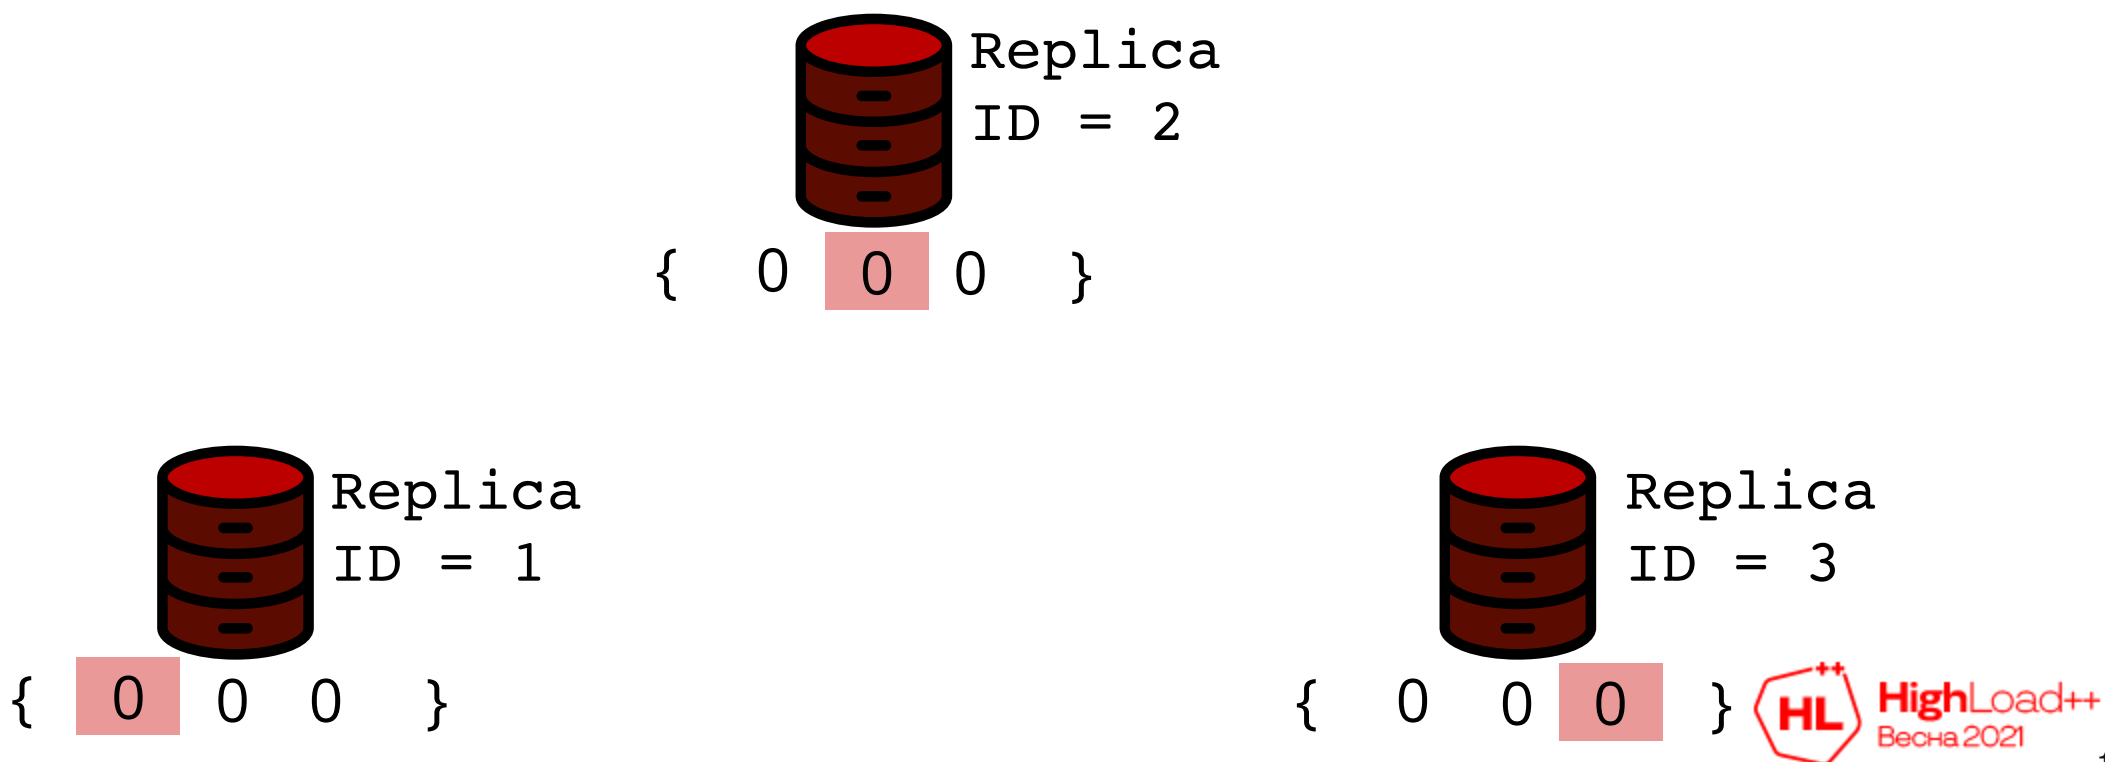 Replica
ID = 2
{ 0 0 0 }
Replica
ID = 1
{ 0 0 0 }
Replica
ID = 3
{ 0 0 0 }
++
HL
HighLoad++
Весна 2021